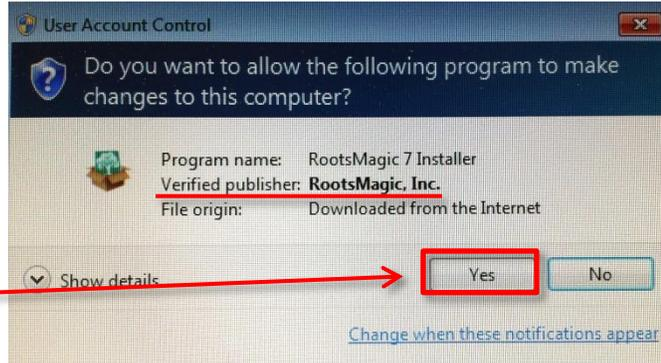 User Account Control
Do you want to allow the following program to make
changes to this computer?
Program name: RootsMagic 7 Installer
Verified publisher: RootsMagic, Inc.
File origin: Downloaded from the Internet
Show details
Yes
No
Change when these notifications appear